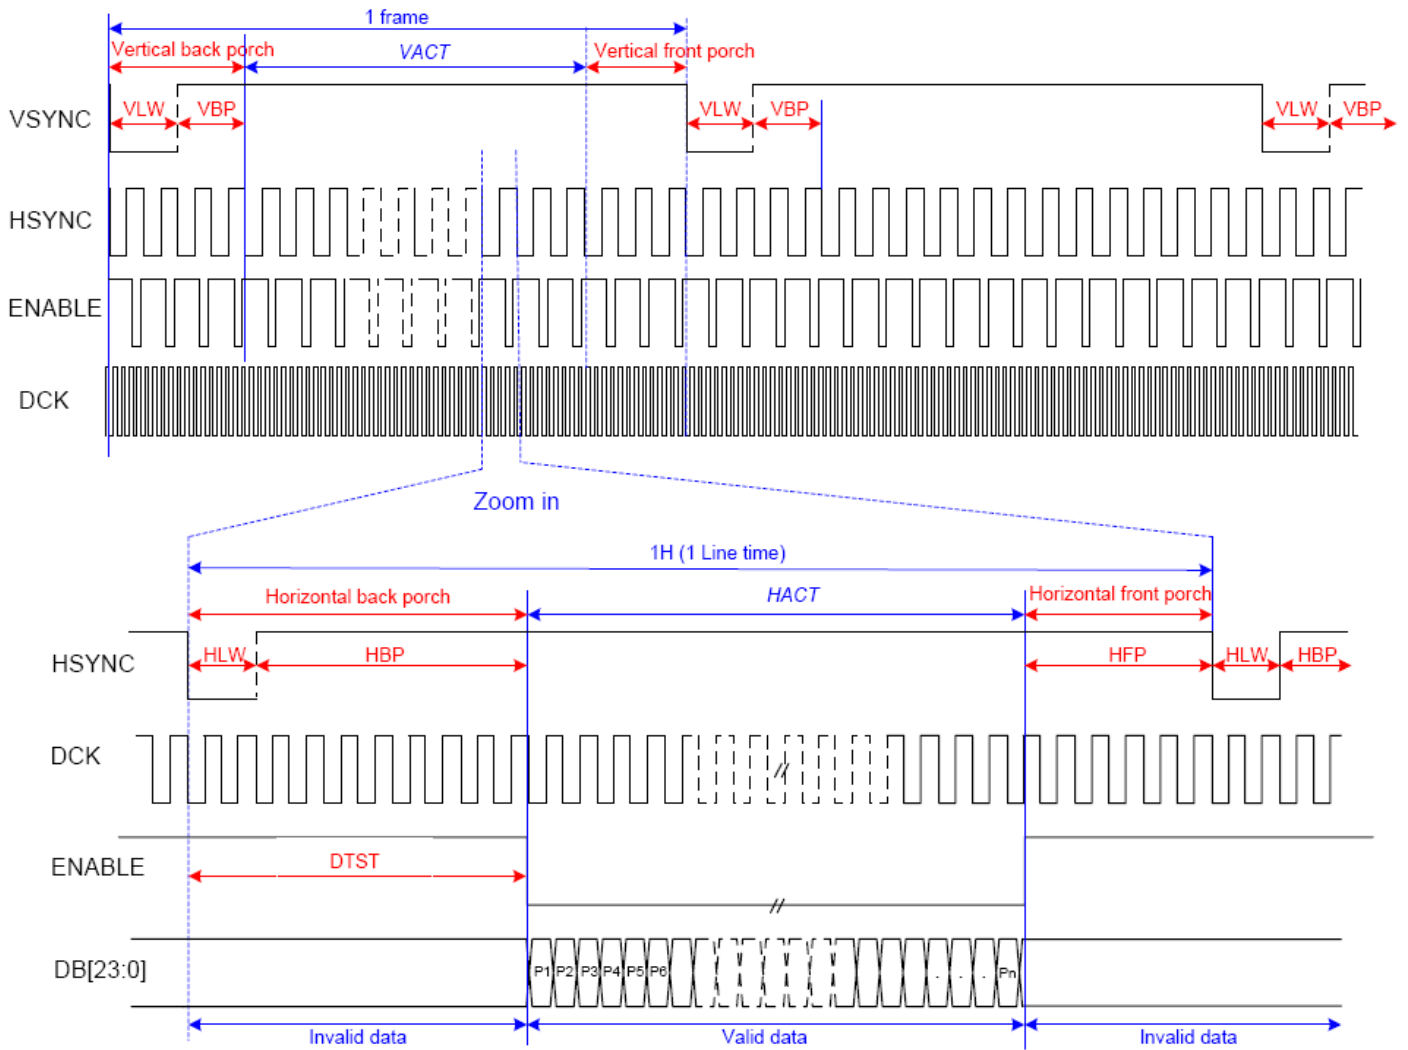 1 frame
Vertical back porch VACT Vertical front porch
VSYNC VLW VBP VLW VBP VLW VBP
HSYNC
ENABLE
DCK
Zoom in
1H (1 Line time)
Horizontal back porch HACT Horizontal front porch
HSYNC HLW HBP HFP HLW HBP
DCK //
ENABLE DTST
//
DB[23:0] P1 P2 P3 P4 P5 P6 . . . Pn
Invalid data Valid data Invalid data